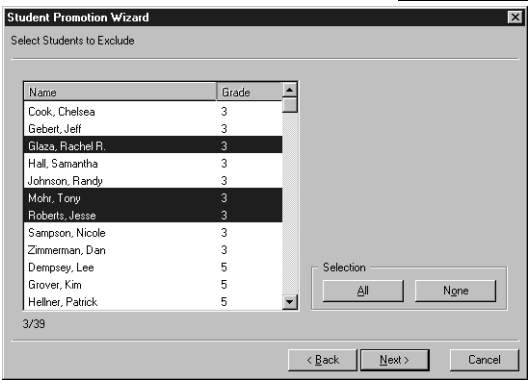 Student Promotion Wizard
Select Students to Exclude
Name Grade
Cook, Chelsea 3
Gebert, Jeff 3
Glaza, Rachel R. 3
Hall, Samantha 3
Johnson, Randy 3
Mohr, Tony 3
Roberts, Jesse 3
Sampson, Nicole 3
Zimmerman, Dan 3
Dempsey, Lee 5
Grover, Kim 5
Hellner, Patrick 5
Selection
All None
3/39
< Back Next > Cancel